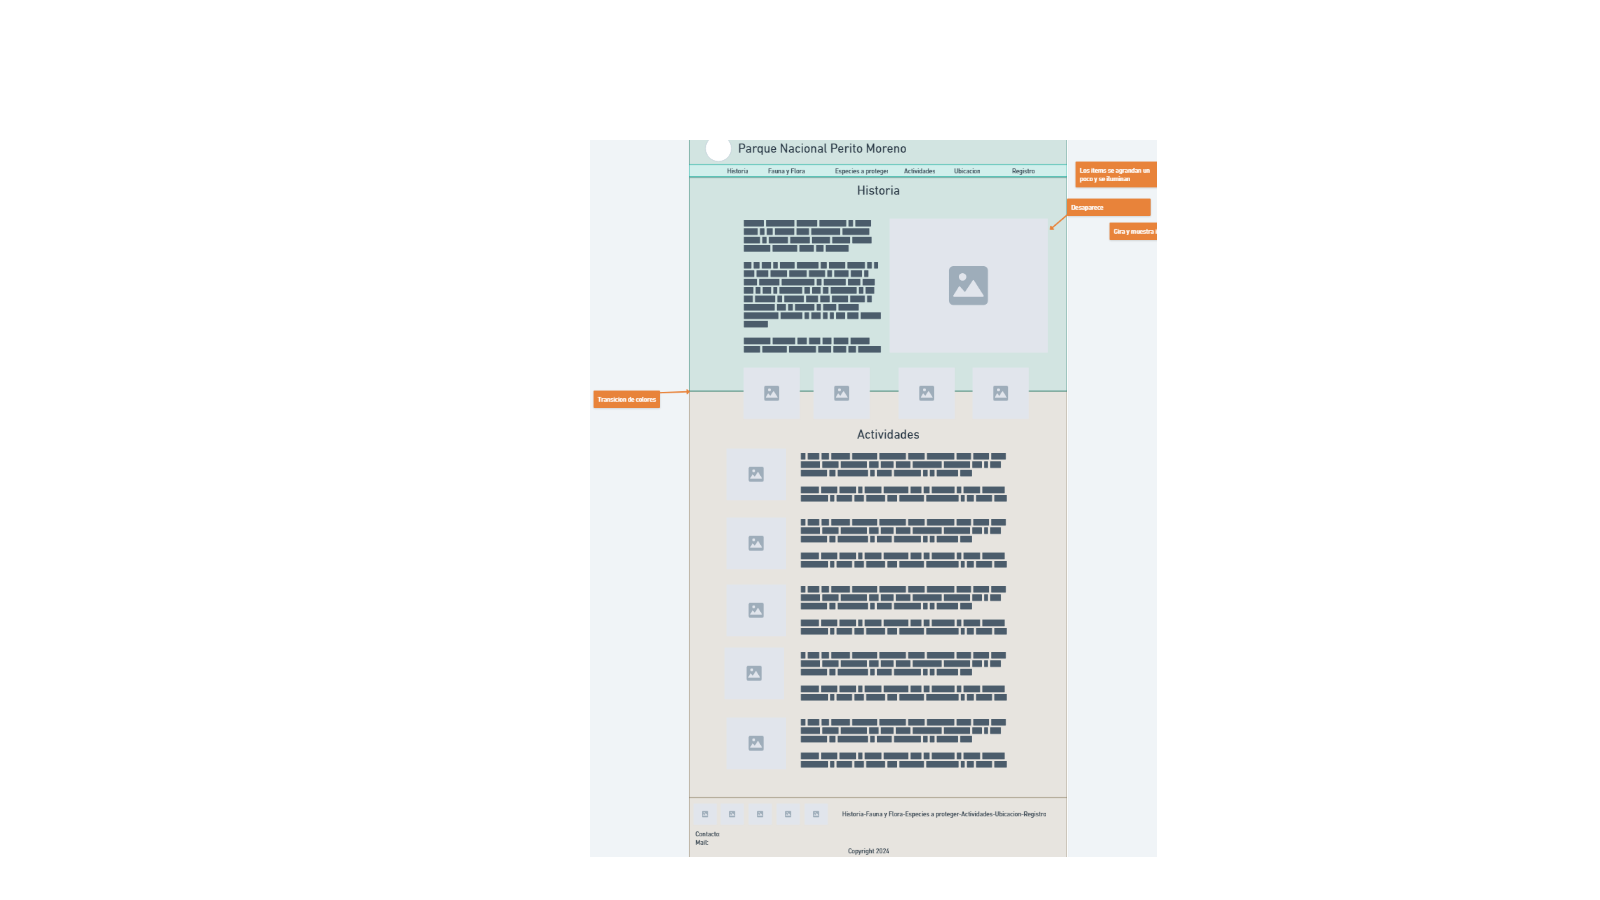 Parque Nacional Perito Moreno
Historia Fauna y Flora Especies a proteger Actividades Ubicacion Registro
Los items se agrandan un
poco y se iluminan
Historia
Desaparece
Gira y muestra
Transicion de colores
Actividades
Historia-Fauna y Flora-Especies a proteger-Actividades-Ubicacion-Registro
Contacto
Mail:
Copyright 2024